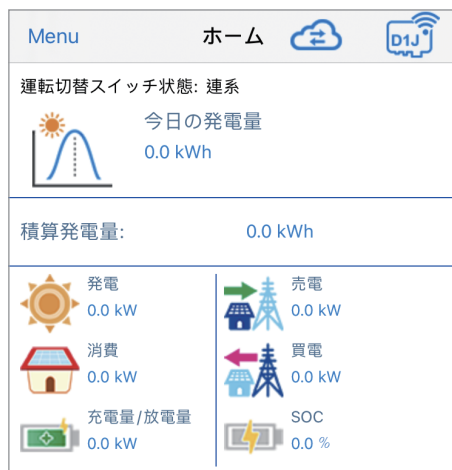 Menu ホーム D1J
運転切替スイッチ状態: 連系
今日の発電量
0.0 kWh
積算発電量: 0.0 kWh
発電
0.0 kW
売電
0.0 kW
消費
0.0 kW
買電
0.0 kW
充電量/放電量
0.0 kW
SOC
0.0 %